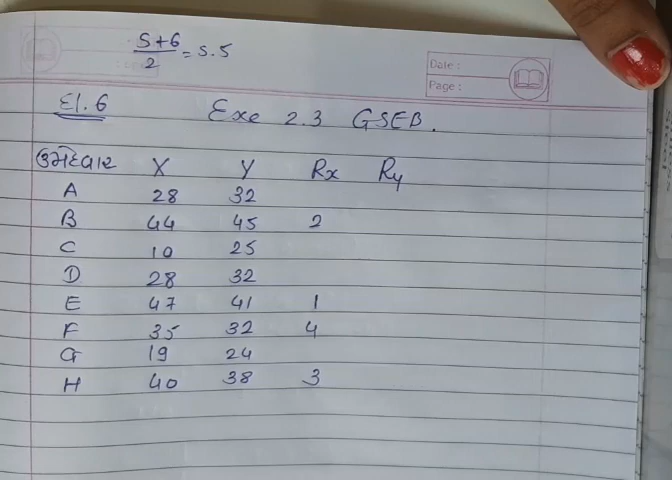 5+6
2 = 5.5
Date :
Page :
દા.6 Exe 2.3 GSEB.
ઉમેદવાર X Y Rx Ry
A 28 32
B 44 45 2
C 10 25
D 28 32
E 47 41 1
F 35 32 4
G 19 24
H 40 38 3